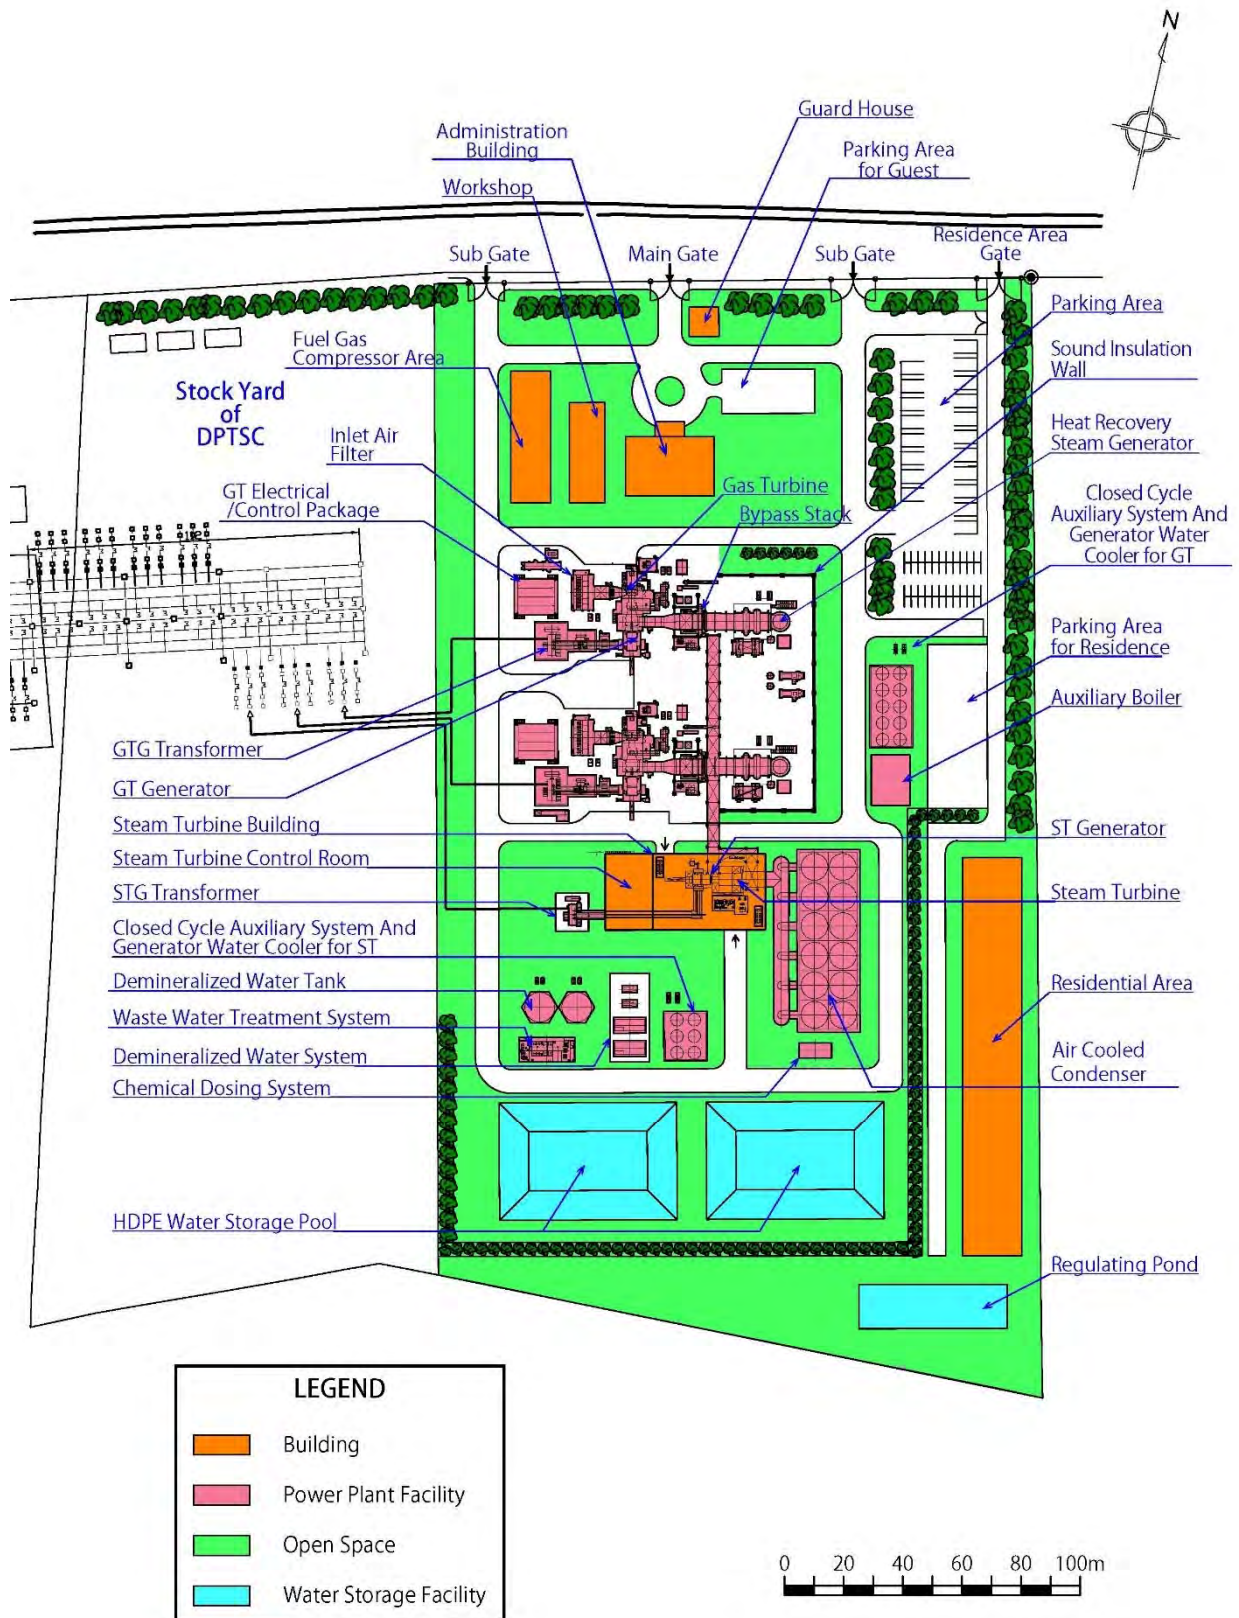 N
Guard House
Administration
Building
Parking Area
for Guest
Workshop
Sub Gate
Main Gate
Sub Gate
Residence Area
Gate
Parking Area
Fuel Gas
Compressor Area
Sound Insulation
Wall
Stock Yard
of
DPTSC
Inlet Air
Filter
Heat Recovery
Steam Generator
GT Electrical
/Control Package
Gas Turbine
Bypass Stack
Closed Cycle
Auxiliary System And
Generator Water
Cooler for GT
Parking Area
for Residence
Auxiliary Boiler
GTG Transformer
GT Generator
Steam Turbine Building
ST Generator
Steam Turbine Control Room
STG Transformer
Steam Turbine
Closed Cycle Auxiliary System And
Generator Water Cooler for ST
Demineralized Water Tank
Residential Area
Waste Water Treatment System
Demineralized Water System
Air Cooled
Condenser
Chemical Dosing System
HDPE Water Storage Pool
Regulating Pond
LEGEND
Building
Power Plant Facility
Open Space
Water Storage Facility
0 20 40 60 80 100m